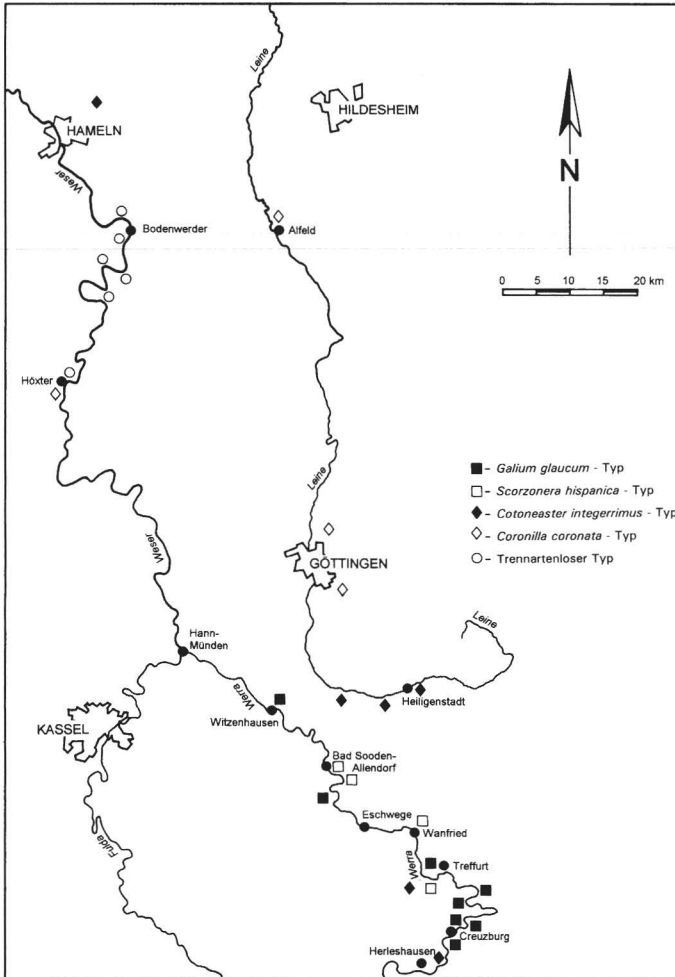 Leine
HILDESHEIM
HAMELN
Weser
N
Bodenwerder
Alfeld
0 5 10 15 20 km
Höxter
■ - Galium glaucum - Typ
□ - Scorzonera hispanica - Typ
◆ - Cotoneaster integerrimus - Typ
◇ - Coronilla coronata - Typ
○ - Trennartenloser Typ
Leine
Weser
GÖTTINGEN
Leine
Hann-
Münden
Werra
Heiligenstadt
Witzenhausen
KASSEL
Bad Sooden-
Allendorf
Eschwege
Wanfried
Fulda
Werra
Treffurt
Creuzburg
Herleshausen